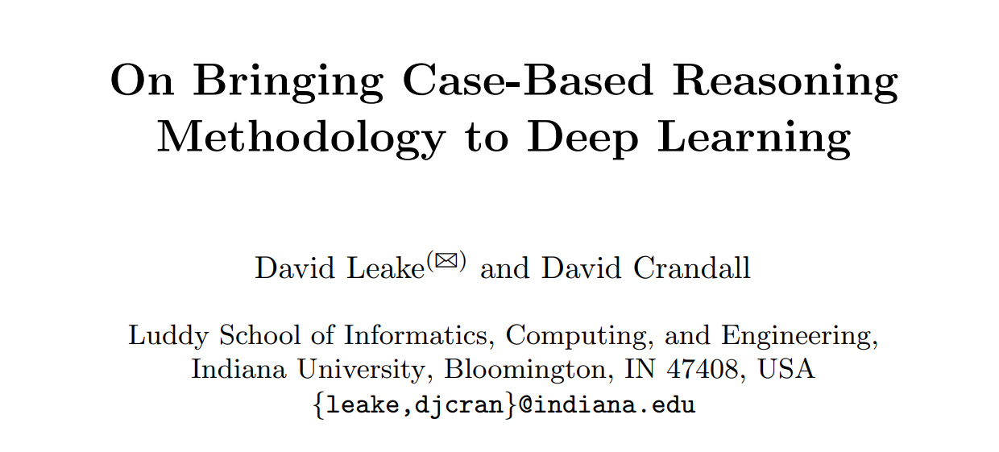 On Bringing Case-Based Reasoning
Methodology to Deep Learning
David Leake(✉) and David Crandall
Luddy School of Informatics, Computing, and Engineering,
Indiana University, Bloomington, IN 47408, USA
{leake,djcran}@indiana.edu